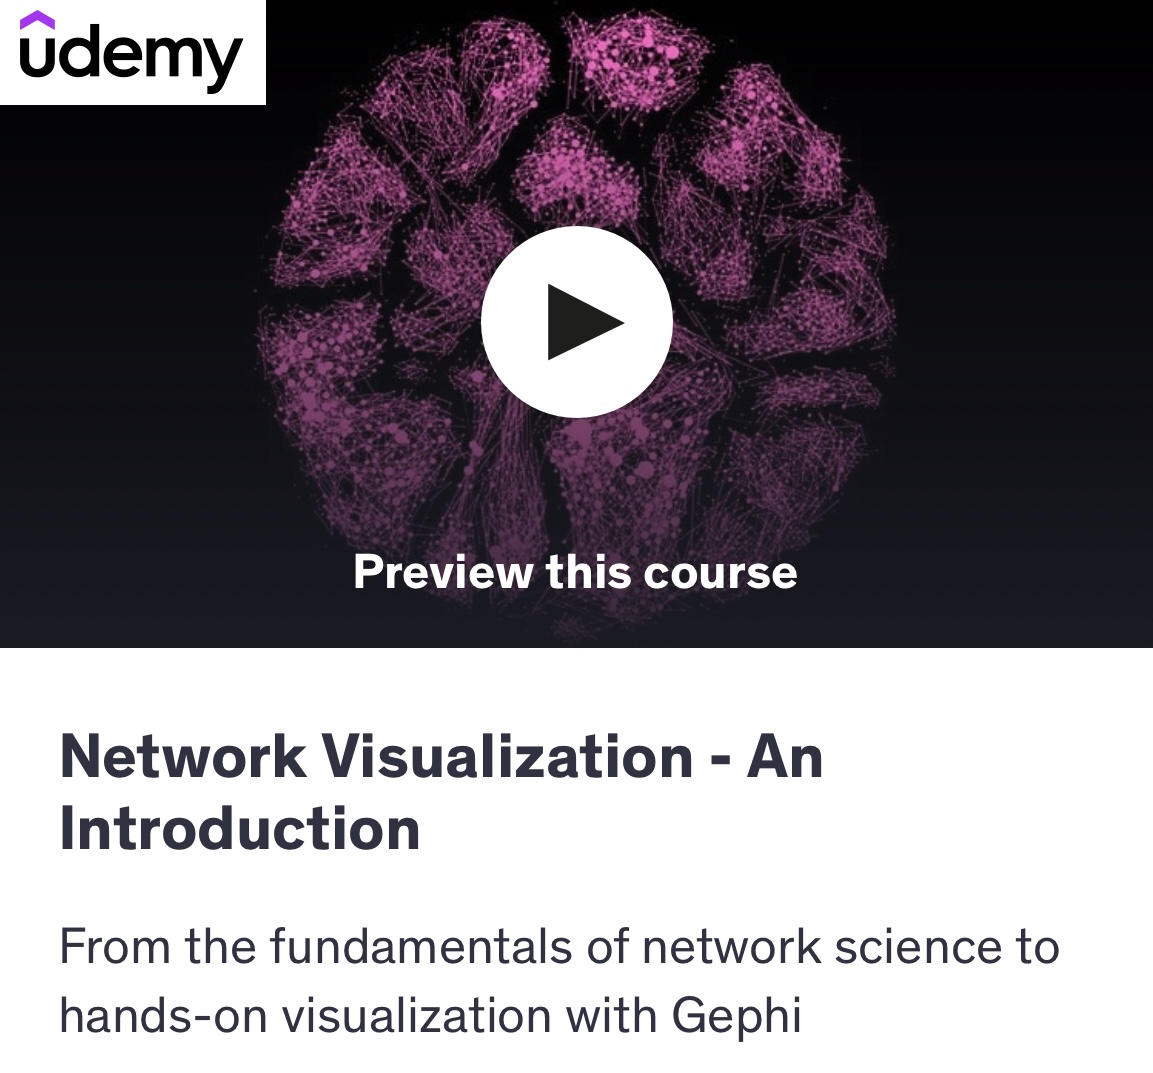 udemy
Preview this course
Network Visualization - An
Introduction
From the fundamentals of network science to
hands-on visualization with Gephi